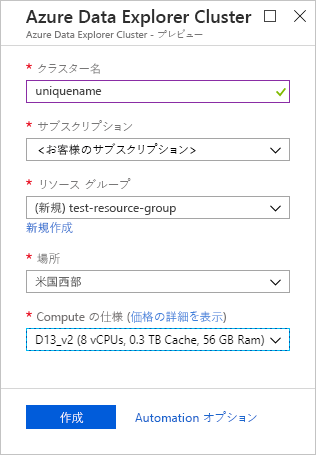 Azure Data Explorer Cluster
Azure Data Explorer Cluster - プレビュー
* クラスター名
uniquename
* サブスクリプション
<お客様のサブスクリプション>
* リソース グループ
(新規) test-resource-group
新規作成
* 場所
米国西部
* Compute の仕様 (価格の詳細を表示)
D13_v2 (8 vCPUs, 0.3 TB Cache, 56 GB Ram)
作成 Automation オプション